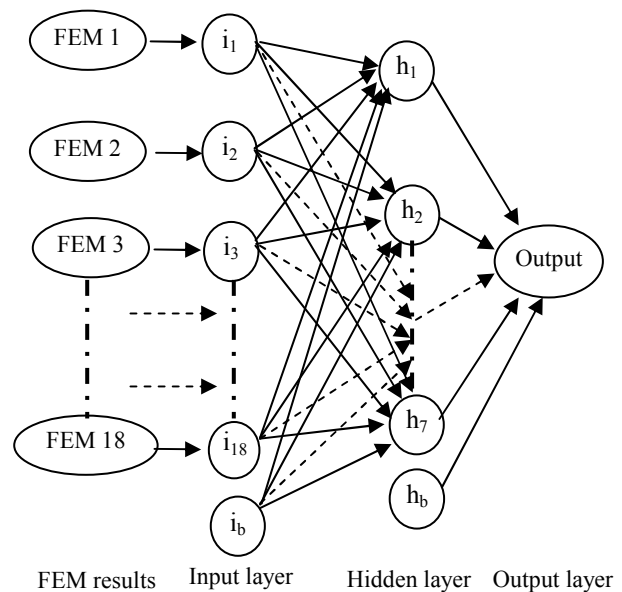 FEM 1
i1
h1
FEM 2
i2
h2
FEM 3
i3
Output
FEM 18
i18
h7
ib
hb
FEM results
Input layer
Hidden layer
Output layer